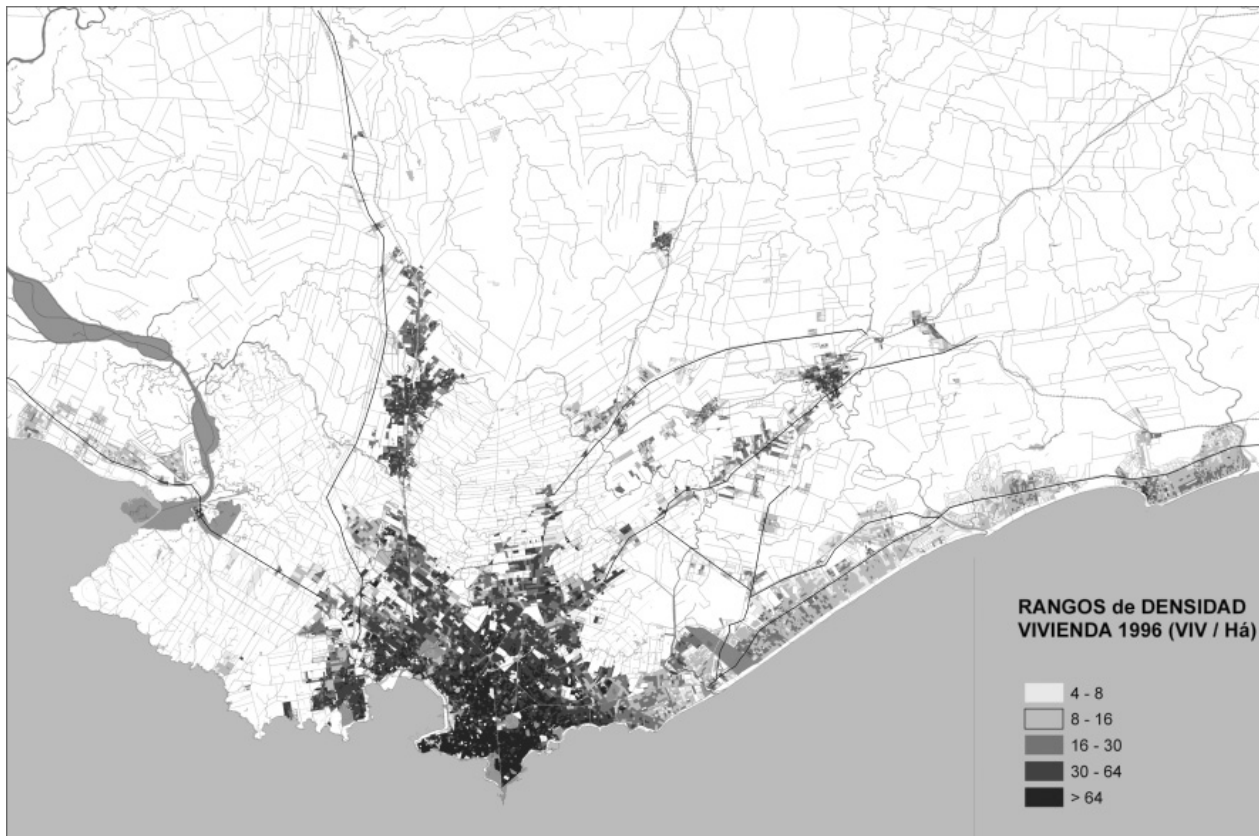 RANGOS de DENSIDAD
VIVIENDA 1996 (VIV / Há)
4 - 8
8 - 16
16 - 30
30 - 64
> 64